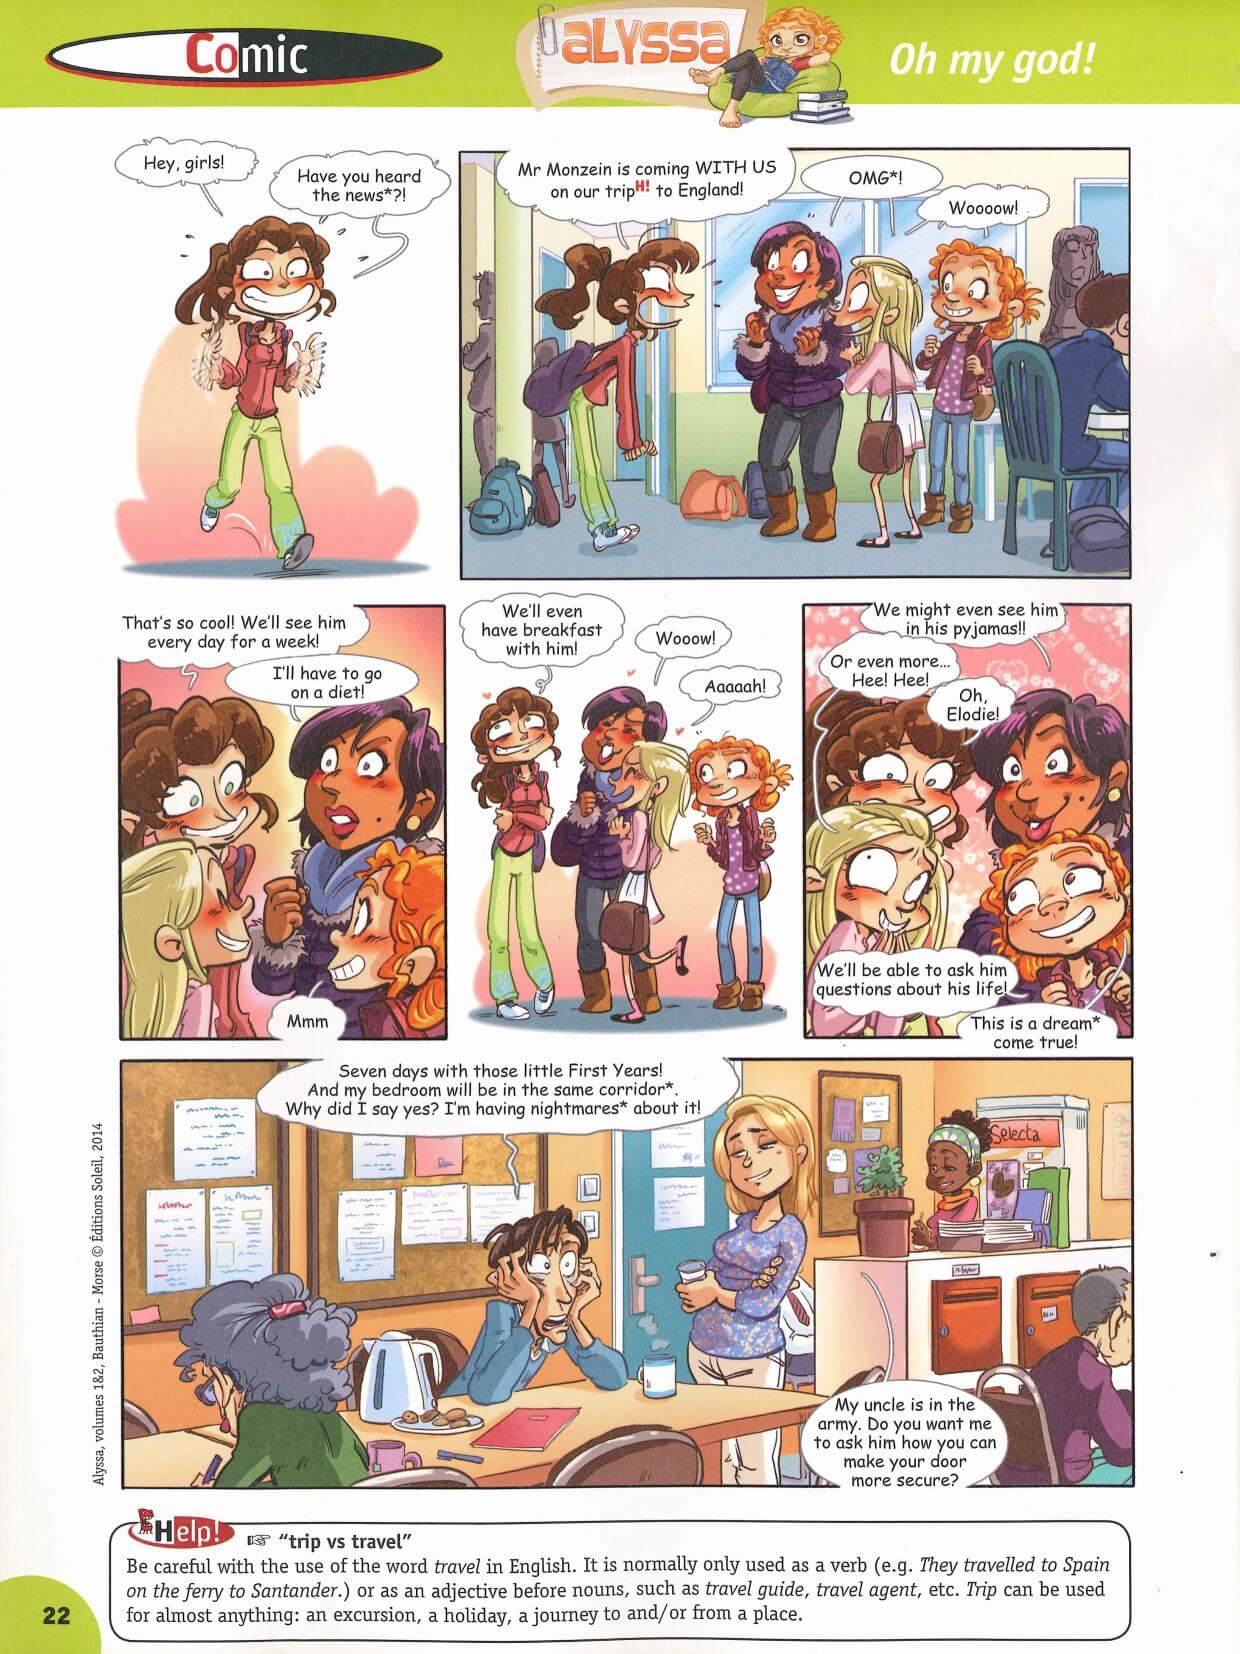 Comic
ALYSSA
Oh my god!
Hey, girls!
Have you heard
the news*?!
Mr Monzein is coming WITH US
on our tripH! to England!
OMG*!
Woooow!
That's so cool! We'll see him
every day for a week!
I'll have to go
on a diet!
Mmm
We'll even
have breakfast
with him!
Wooow!
Aaaaah!
We might even see him
in his pyjamas!!
Or even more...
Hee! Hee!
Oh,
Elodie!
We'll be able to ask him
questions about his life!
This is a dream*
come true!
Seven days with those little First Years!
And my bedroom will be in the same corridor*.
Why did I say yes? I'm having nightmares* about it!
Selecta
Café
My uncle is in the
army. Do you want me
to ask him how you can
make your door
more secure?
Alyssa, volumes 1&2, Bauthian - Morse © Éditions Soleil, 2014
Help!
☞ "trip vs travel"
Be careful with the use of the word travel in English. It is normally only used as a verb (e.g. They travelled to Spain
on the ferry to Santander.) or as an adjective before nouns, such as travel guide, travel agent, etc. Trip can be used
for almost anything: an excursion, a holiday, a journey to and/or from a place.
22